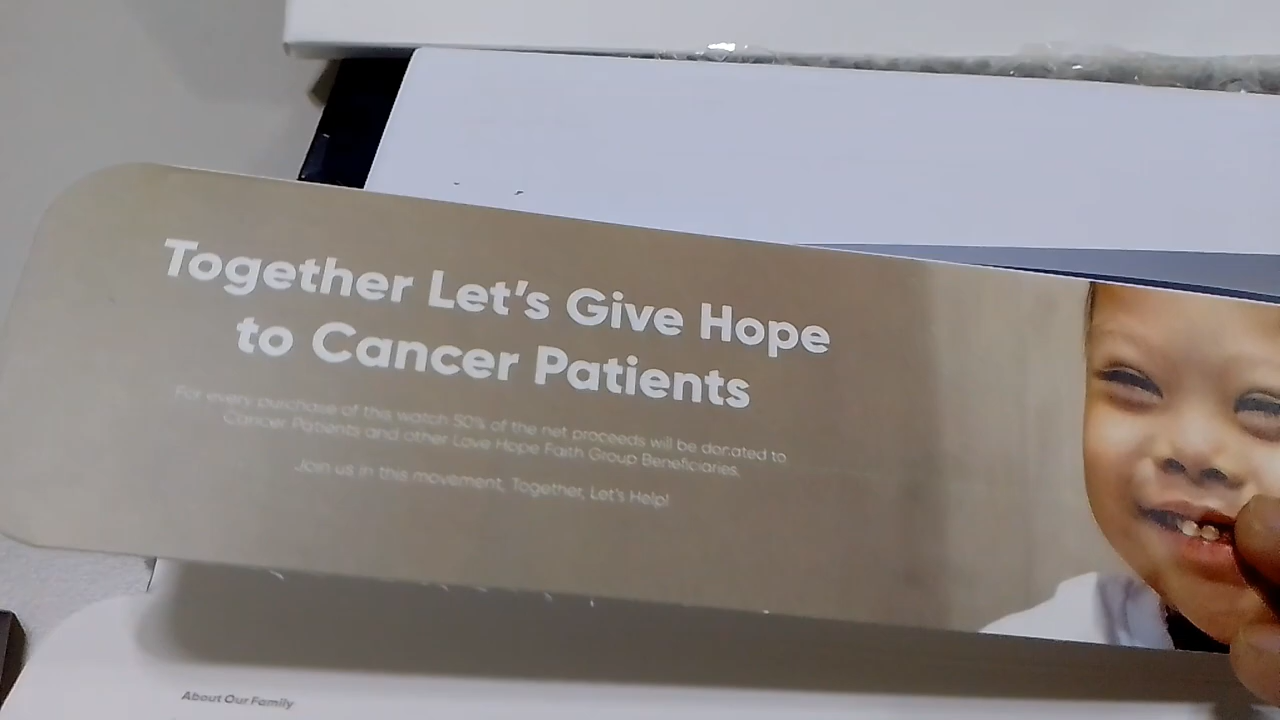 Together Let's Give Hope
to Cancer Patients
For every purchase of this watch 50% of the net proceeds will be donated to
Cancer Patients and other Love Hope Faith Group Beneficiaries.
Join us in this movement, Together, Let's Help!
About Our Family